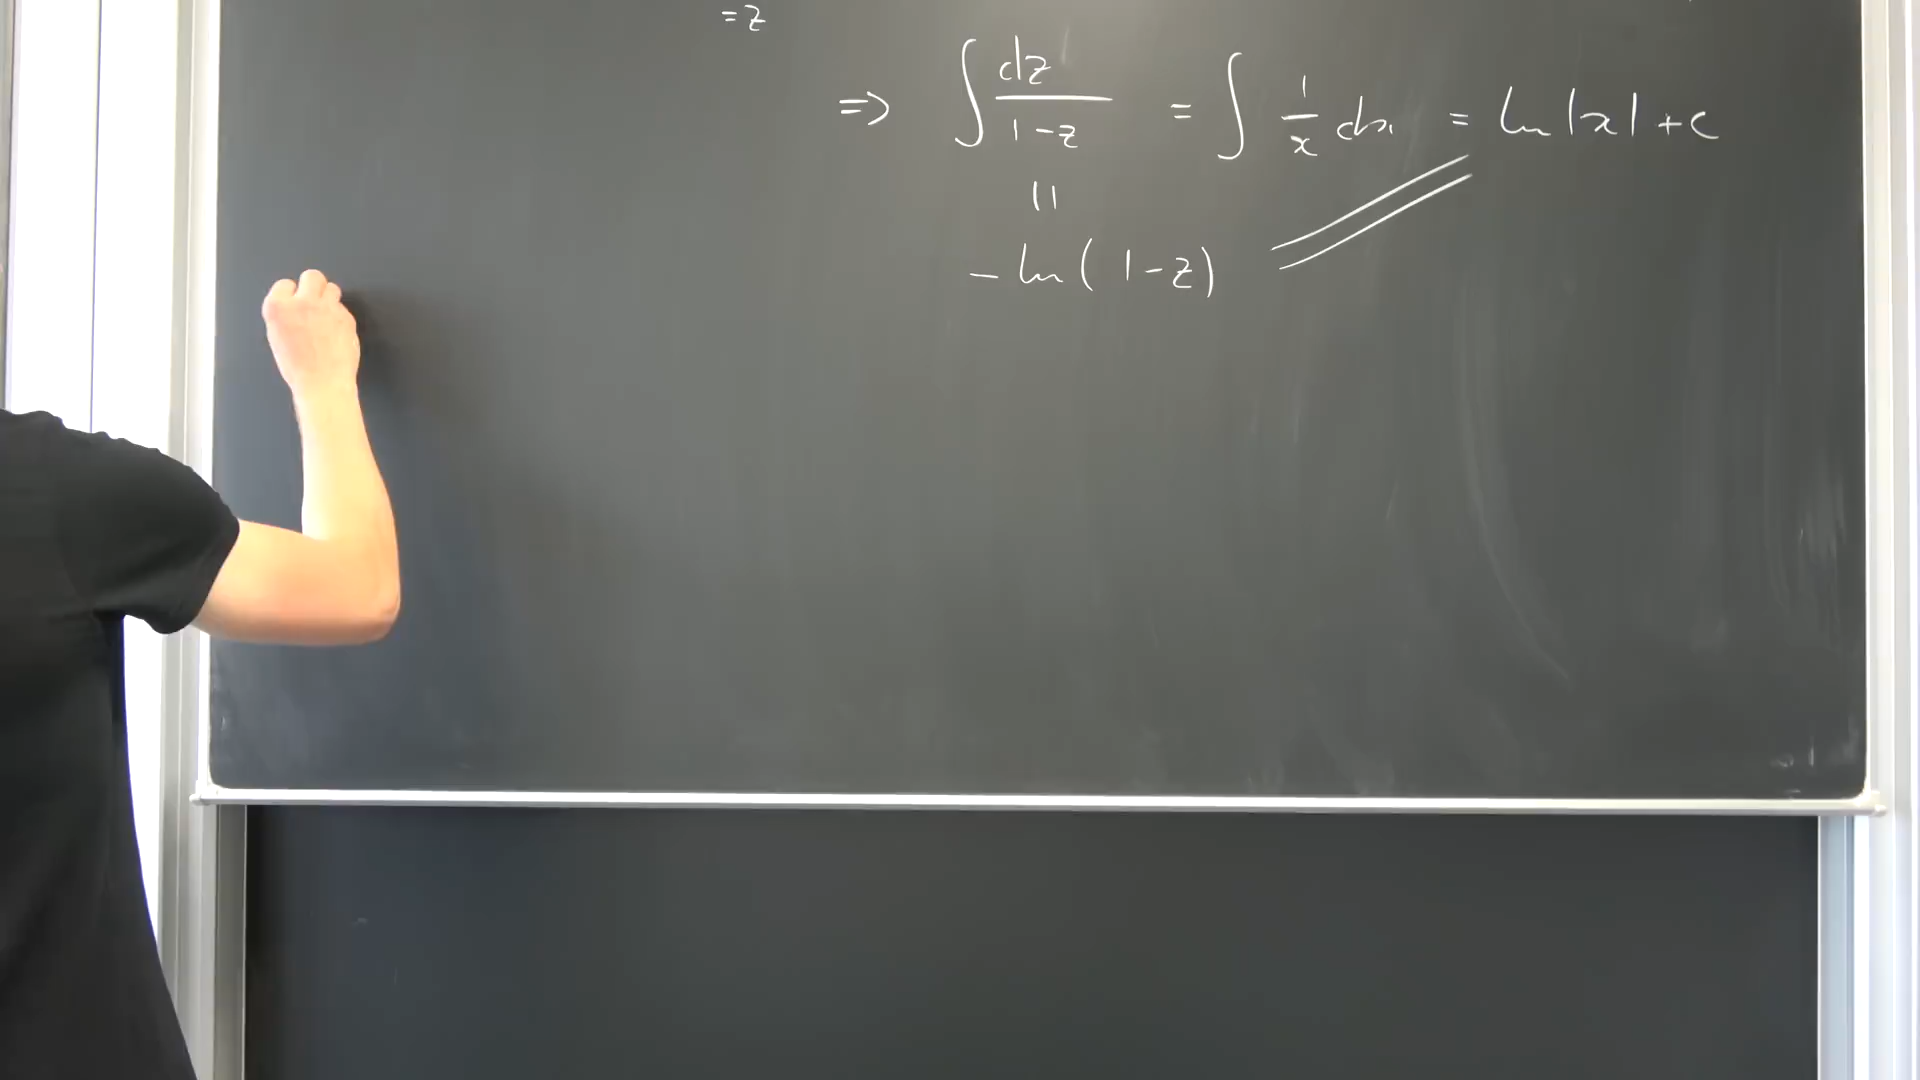 = z
=> ∫ dz/(1-z) = ∫ 1/x dx = ln |x| + c
||
- ln ( 1 - z )